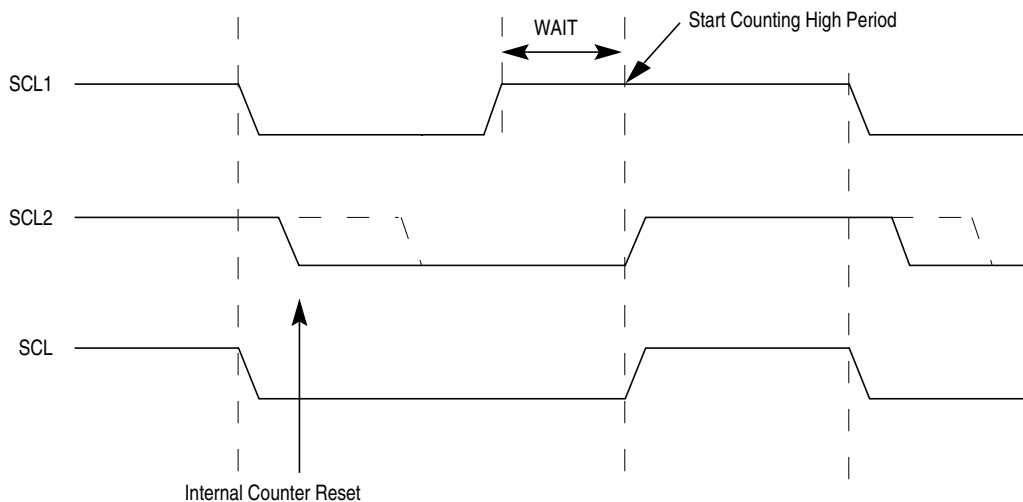 Start Counting High Period
WAIT
SCL1
SCL2
SCL
Internal Counter Reset